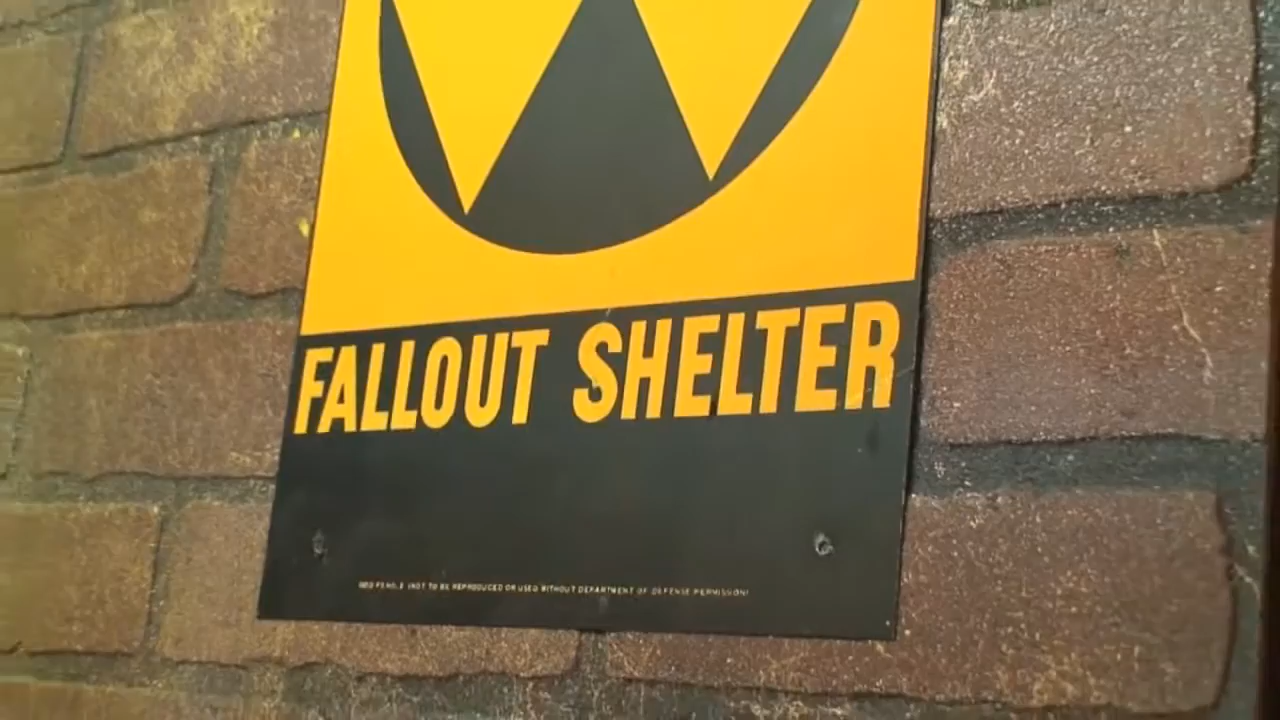 FALLOUT SHELTER
NOT TO BE REPRODUCED OR USED WITHOUT DEPARTMENT OF DEFENSE PERMISSION